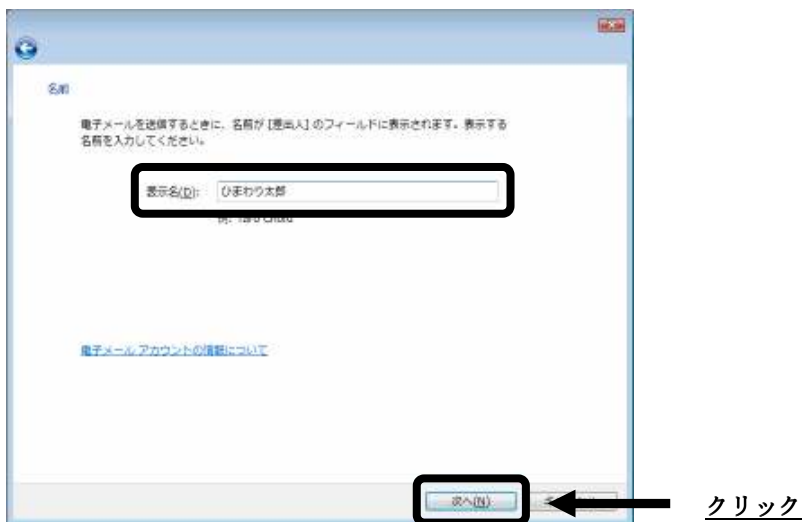 名前
電子メールを送信するときに、名前が [差出人] のフィールドに表示されます。表示する
名前を入力してください。
表示名(D): ひまわり太郎
電子メール アカウントの情報について
次へ(N)
クリック